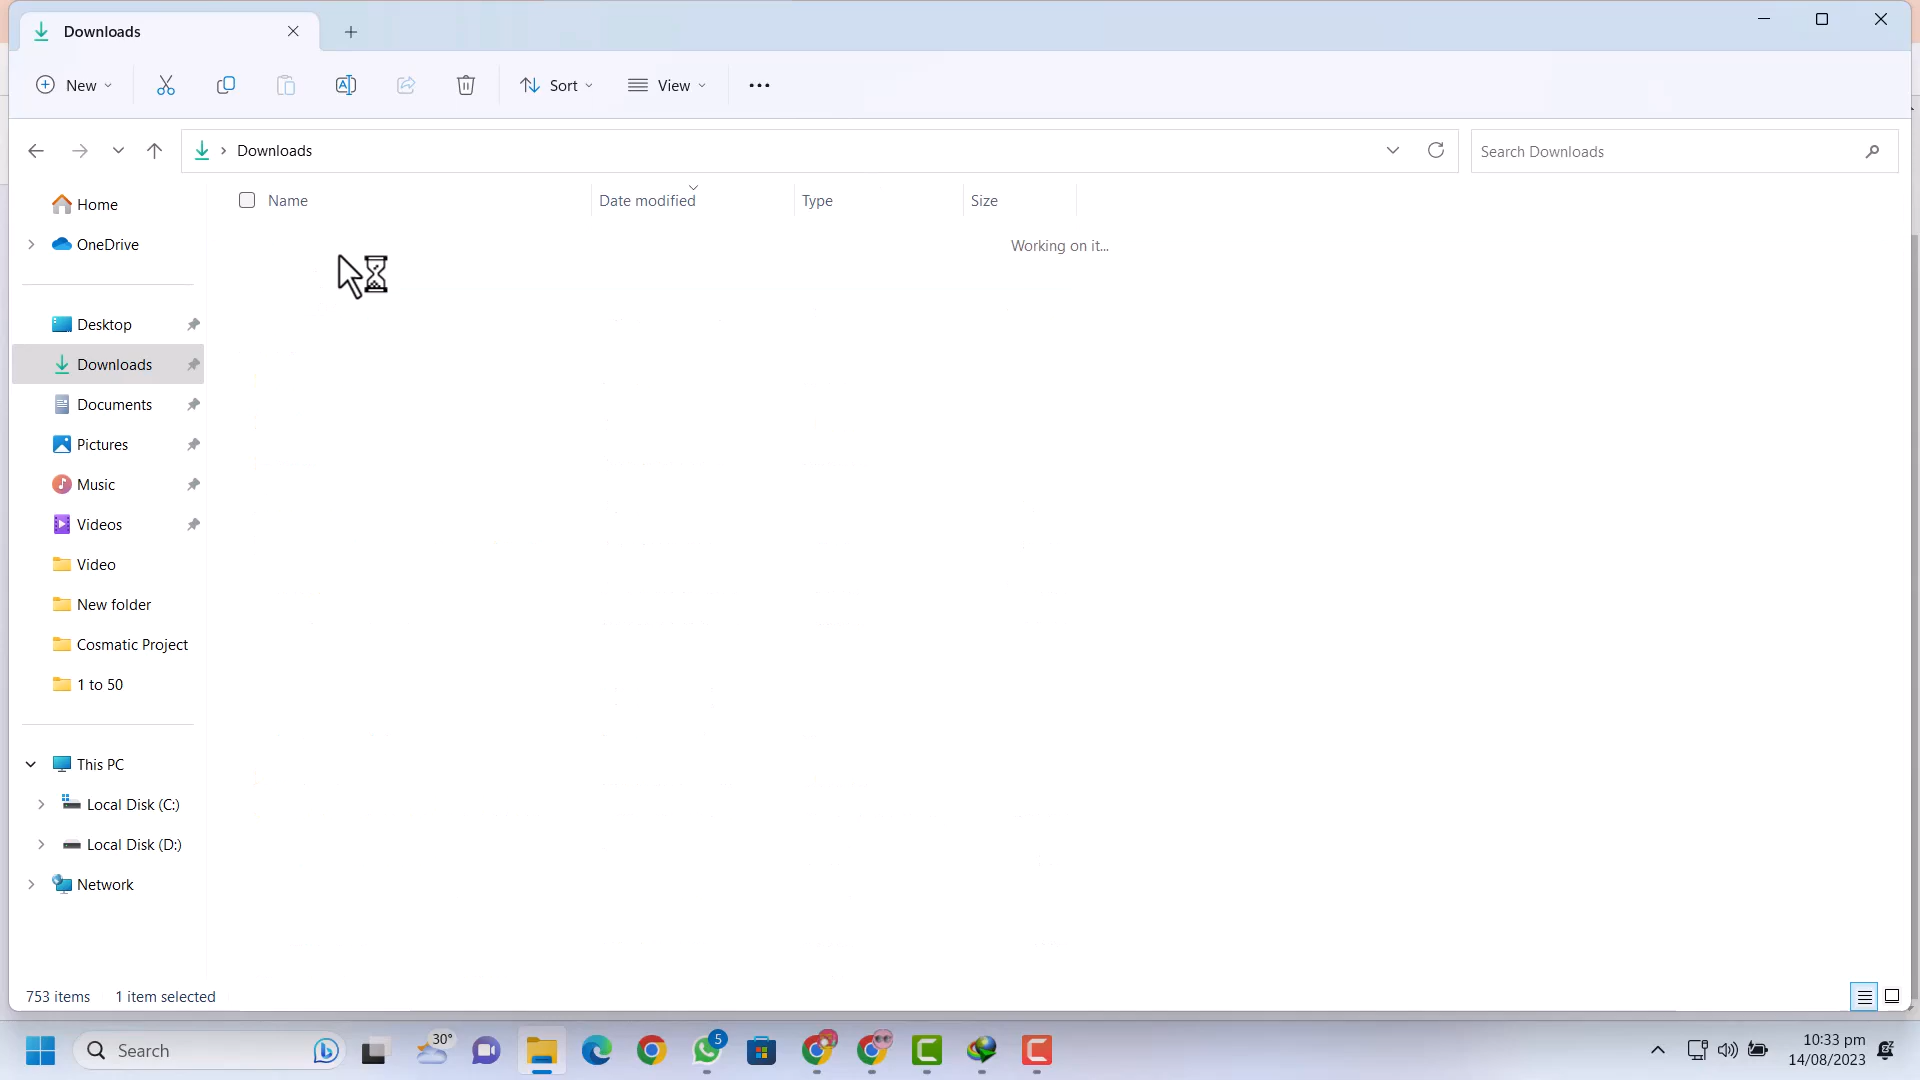 Downloads
New
Sort
View
Downloads
Search Downloads
Name
Date modified
Type
Size
Working on it...
Home
OneDrive
Desktop
Downloads
Documents
Pictures
Music
Videos
Video
New folder
Cosmatic Project
1 to 50
This PC
Local Disk (C:)
Local Disk (D:)
Network
753 items
1 item selected
Search
30°
5
10:33 pm
14/08/2023